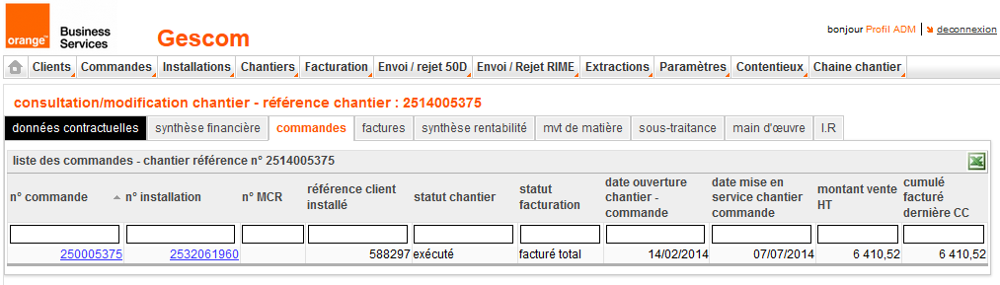 orange™
Business
Services
Gescom
bonjour Profil ADM | deconnexion
Clients Commandes Installations Chantiers Facturation Envoi / rejet 50D Envoi / Rejet RIME Extractions Paramètres Contentieux Chaine chantier
consultation/modification chantier - référence chantier : 2514005375
données contractuelles synthèse financière commandes factures synthèse rentabilité mvt de matière sous-traitance main d'œuvre I.R
liste des commandes - chantier référence n° 2514005375
n° commande n° installation n° MCR référence client installé statut chantier statut facturation date ouverture chantier - commande date mise en service chantier commande montant vente HT cumulé facturé dernière CC
250005375 2532061960 588297 exécuté facturé total 14/02/2014 07/07/2014 6 410,52 6 410,52